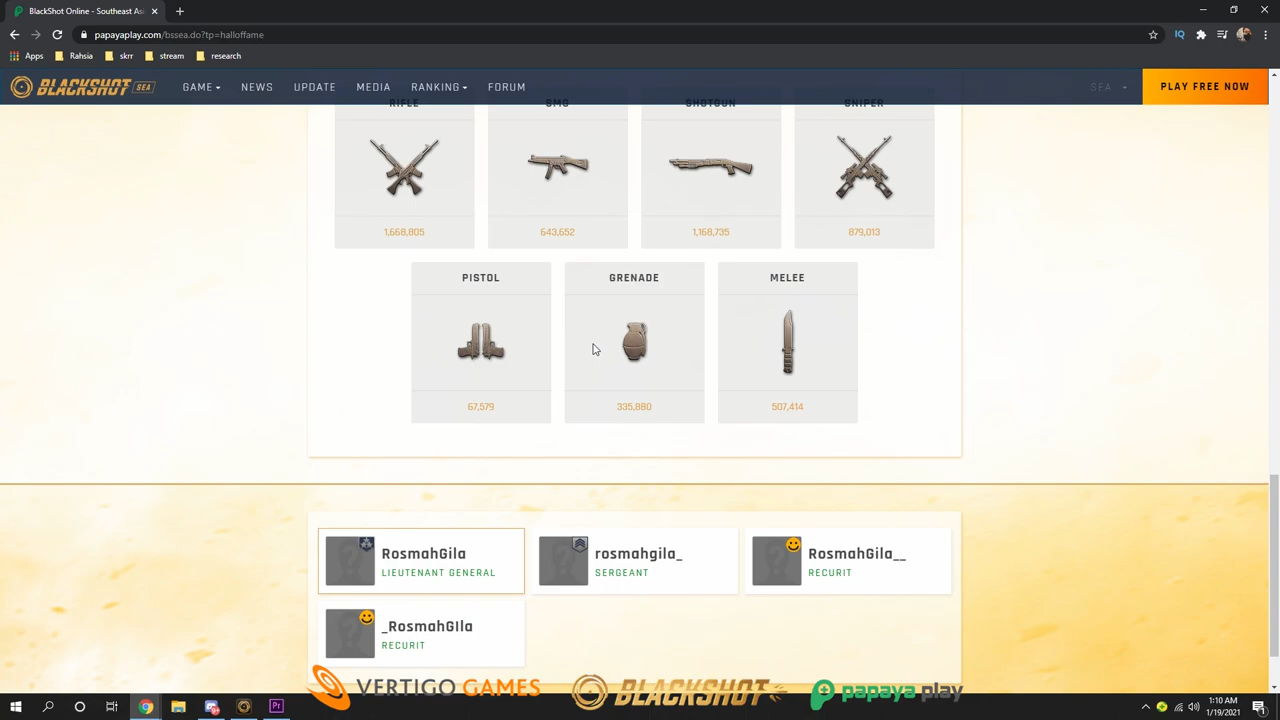 BlackShot Online - Southeast Asi
papayaplay.com/bssea.do?tp=halloffame
Apps
Rahsia
skrr
stream
research
BLACKSHOT SEA
GAME
NEWS
UPDATE
MEDIA
RANKING
FORUM
SEA
PLAY FREE NOW
RIFLE
SMG
SHOTGUN
SNIPER
1,668,805
643,652
1,168,735
879,013
PISTOL
GRENADE
MELEE
67,579
335,880
507,414
RosmahGila
LIEUTENANT GENERAL
rosmahgila_
SERGEANT
RosmahGila__
RECURIT
_RosmahGIla
RECURIT
VERTIGO GAMES
BLACKSHOT
papaya play
1:10 AM
1/19/2021